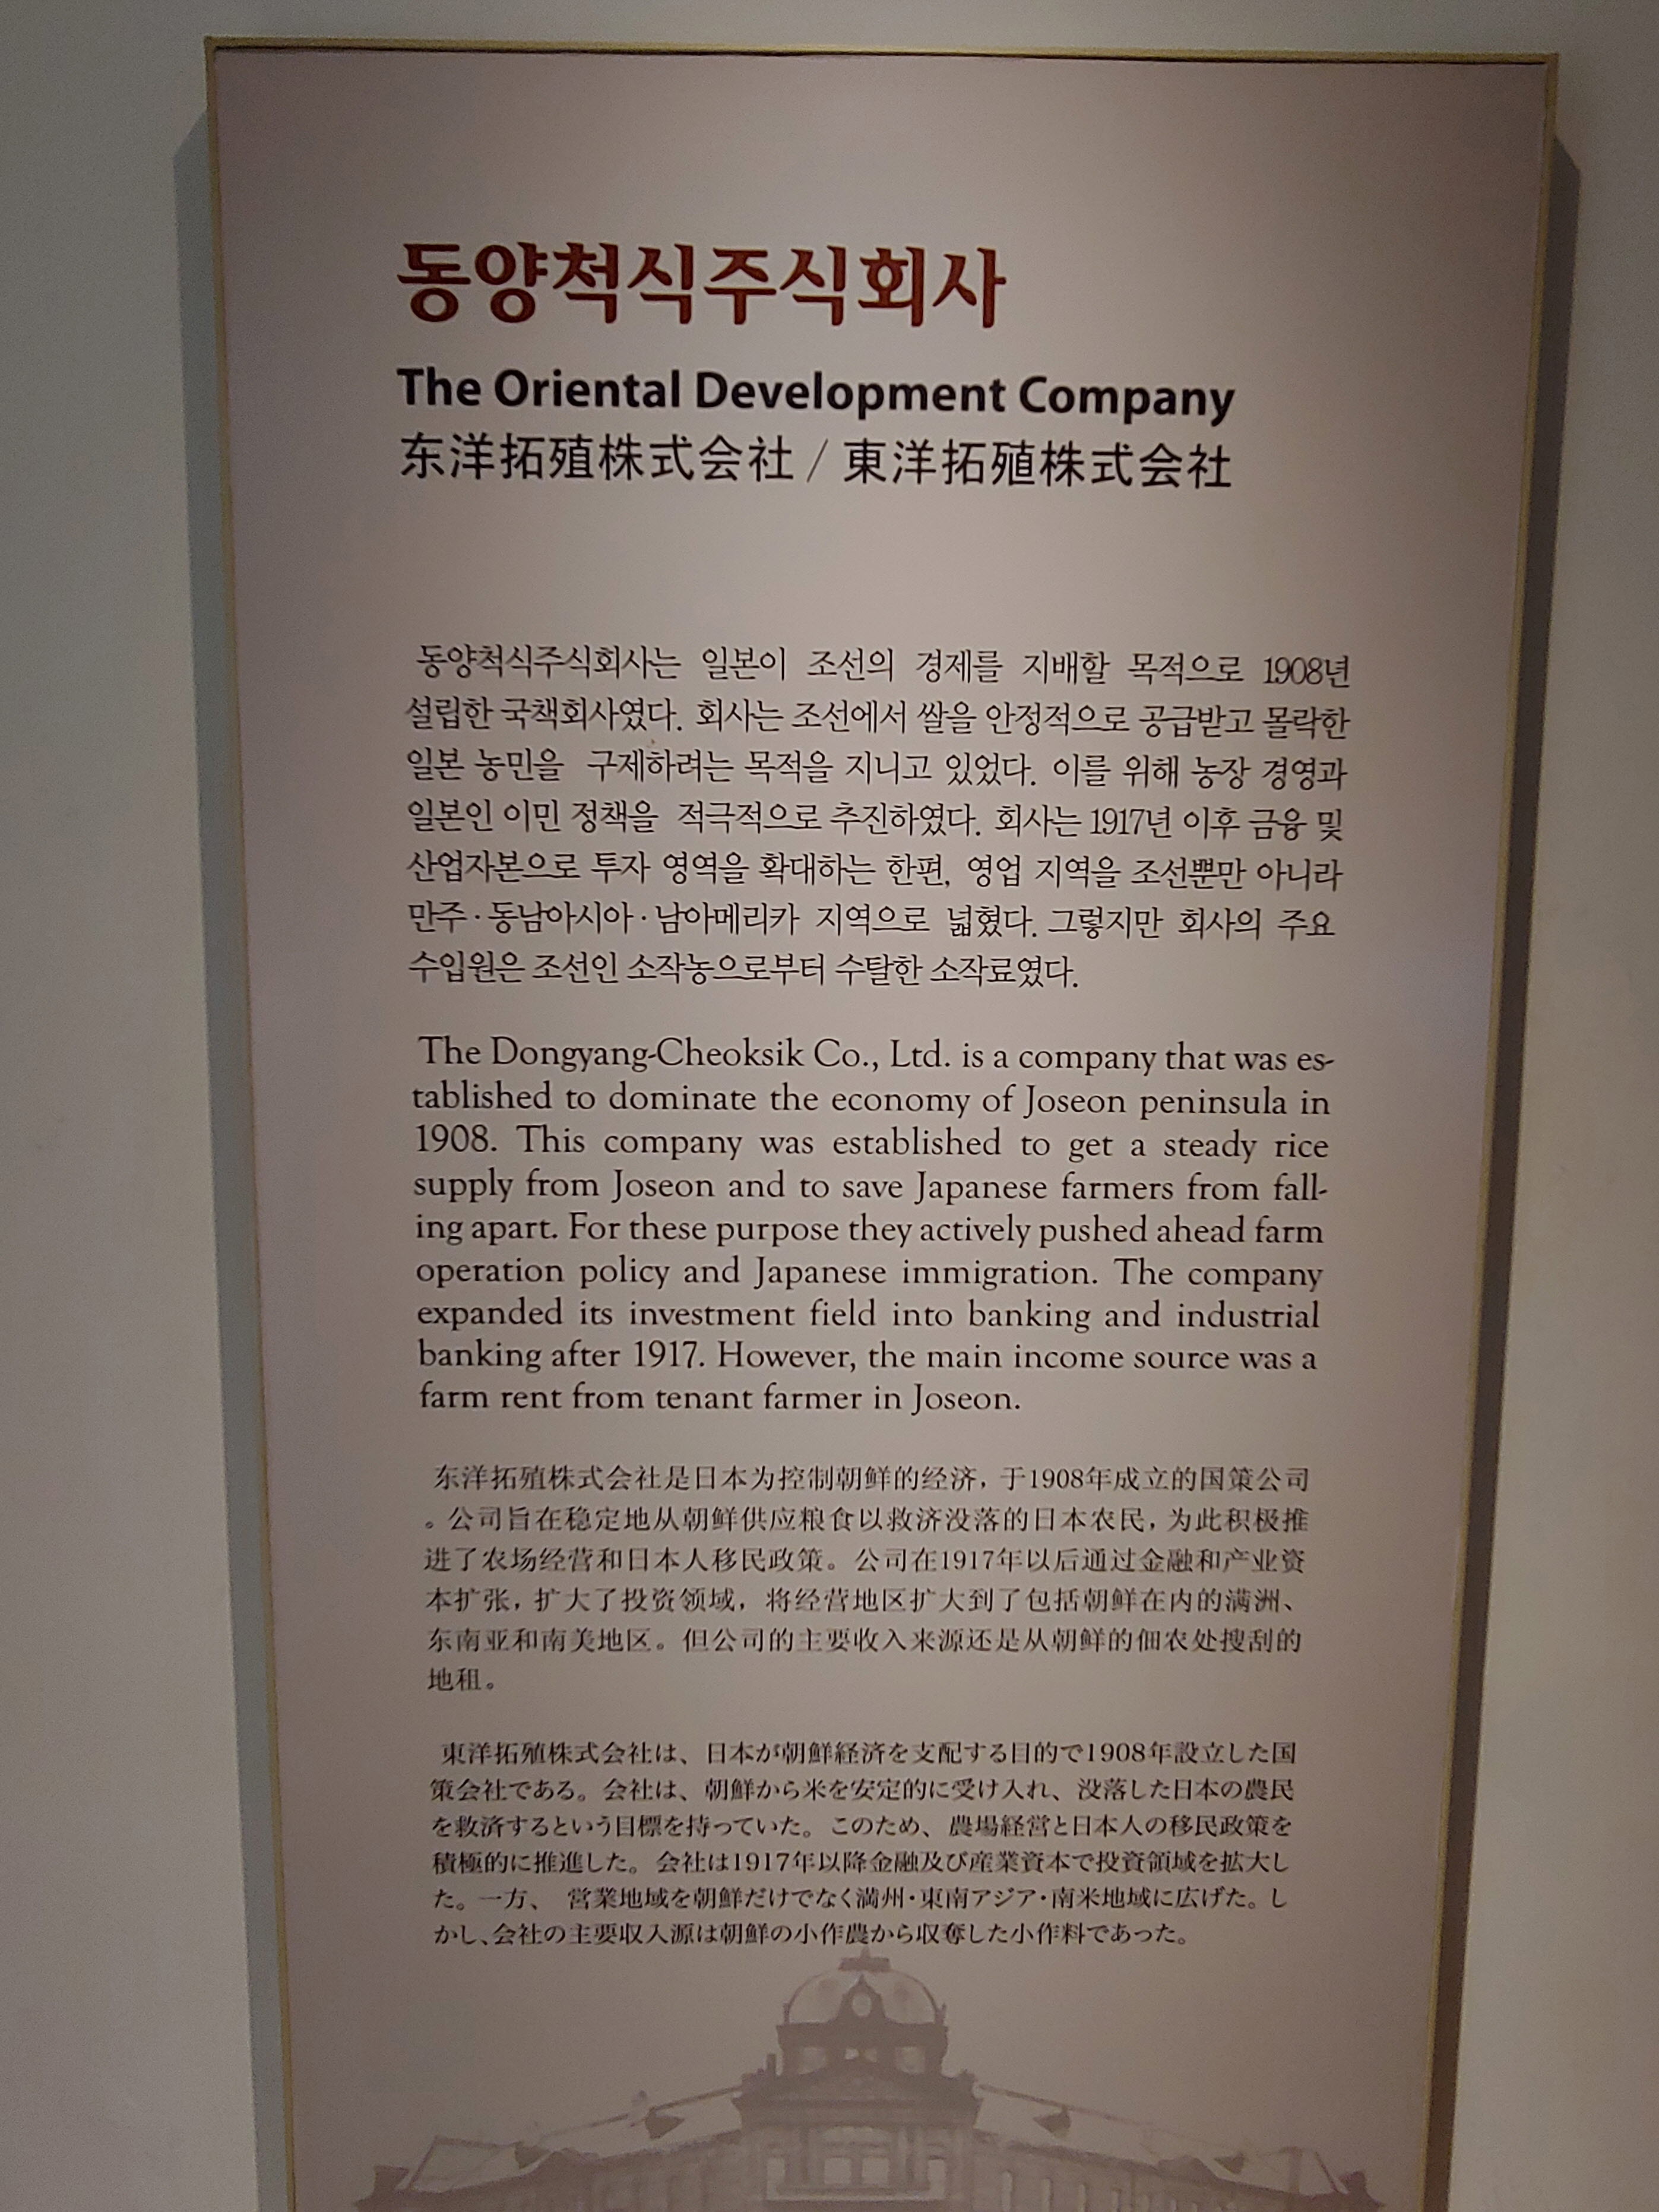 동양척식주식회사
The Oriental Development Company
东洋拓殖株式会社 / 東洋拓殖株式会社
동양척식주식회사는 일본이 조선의 경제를 지배할 목적으로 1908년
설립한 국책회사였다. 회사는 조선에서 쌀을 안정적으로 공급받고 몰락한
일본 농민을 구제하려는 목적을 지니고 있었다. 이를 위해 농장 경영과
일본인 이민 정책을 적극적으로 추진하였다. 회사는 1917년 이후 금융 및
산업자본으로 투자 영역을 확대하는 한편, 영업 지역을 조선뿐만 아니라
만주·동남아시아·남아메리카 지역으로 넓혔다. 그렇지만 회사의 주요
수입원은 조선인 소작농으로부터 수탈한 소작료였다.
The Dongyang-Cheoksik Co., Ltd. is a company that was es-
tablished to dominate the economy of Joseon peninsula in
1908. This company was established to get a steady rice
supply from Joseon and to save Japanese farmers from fall-
ing apart. For these purpose they actively pushed ahead farm
operation policy and Japanese immigration. The company
expanded its investment field into banking and industrial
banking after 1917. However, the main income source was a
farm rent from tenant farmer in Joseon.
东洋拓殖株式会社是日本为控制朝鲜的经济，于1908年成立的国策公司
。公司旨在稳定地从朝鲜供应粮食以救济没落的日本农民，为此积极推
进了农场经营和日本人移民政策。公司在1917年以后通过金融和产业资
本扩张，扩大了投资领域，将经营地区扩大到了包括朝鲜在内的满洲、
东南亚和南美地区。但公司的主要收入来源还是从朝鲜的佃农处搜刮的
地租。
東洋拓殖株式会社は、日本が朝鮮経済を支配する目的で1908年設立した国
策会社である。会社は、朝鮮から米を安定的に受け入れ、没落した日本の農民
を救済するという目標を持っていた。このため、農場経営と日本人の移民政策を
積極的に推進した。会社は1917年以降金融及び産業資本で投資領域を拡大し
た。一方、 営業地域を朝鮮だけでなく満州・東南アジア・南米地域に広げた。し
かし、会社の主要収入源は朝鮮の小作農から収奪した小作料であった。